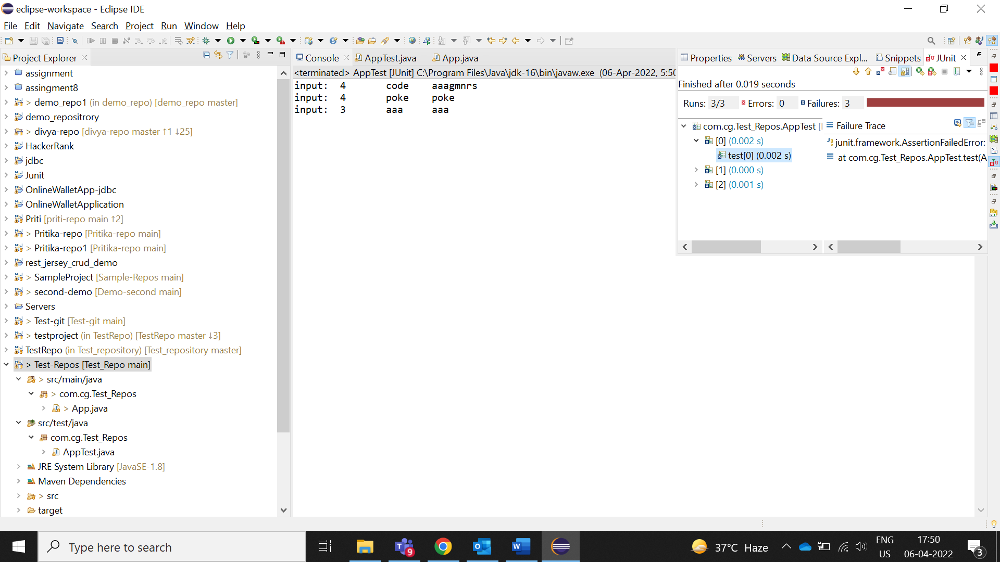 eclipse-workspace - Eclipse IDE
File Edit Navigate Search Project Run Window Help
Project Explorer
assignment
assingment8
> demo_repo1 (in demo_repo) [demo_repo master]
demo_repositrory
> divya-repo [divya-repo master ↑1 ↓25]
HackerRank
jdbc
Junit
OnlineWalletApp-jdbc
OnlineWalletApplication
Priti [priti-repo main ↑2]
> Pritika-repo [Pritika-repo main]
> Pritika-repo1 [Pritika-repo main]
rest_jersey_crud_demo
> SampleProject [Sample-Repos main]
> second-demo [Demo-second main]
Servers
> Test-git [Test-git main]
> testproject (in TestRepo) [TestRepo master ↓3]
TestRepo (in Test_repository) [Test_repository master]
> Test-Repos [Test_Repo main]
> src/main/java
> com.cg.Test_Repos
> App.java
src/test/java
com.cg.Test_Repos
AppTest.java
JRE System Library [JavaSE-1.8]
Maven Dependencies
> src
target
Console AppTest.java App.java
<terminated> AppTest [JUnit] C:\Program Files\Java\jdk-16\bin\javaw.exe (06-Apr-2022, 5:50
input: 4 code aaagmnrs
input: 4 poke poke
input: 3 aaa aaa
Properties Servers Data Source Expl... Snippets JUnit
Finished after 0.019 seconds
Runs: 3/3 Errors: 0 Failures: 3
com.cg.Test_Repos.AppTest [
[0] (0.002 s)
test[0] (0.002 s)
[1] (0.000 s)
[2] (0.001 s)
Failure Trace
junit.framework.AssertionFailedError:
at com.cg.Test_Repos.AppTest.test(A
Type here to search
9
37°C Haze
ENG
US
17:50
06-04-2022
3